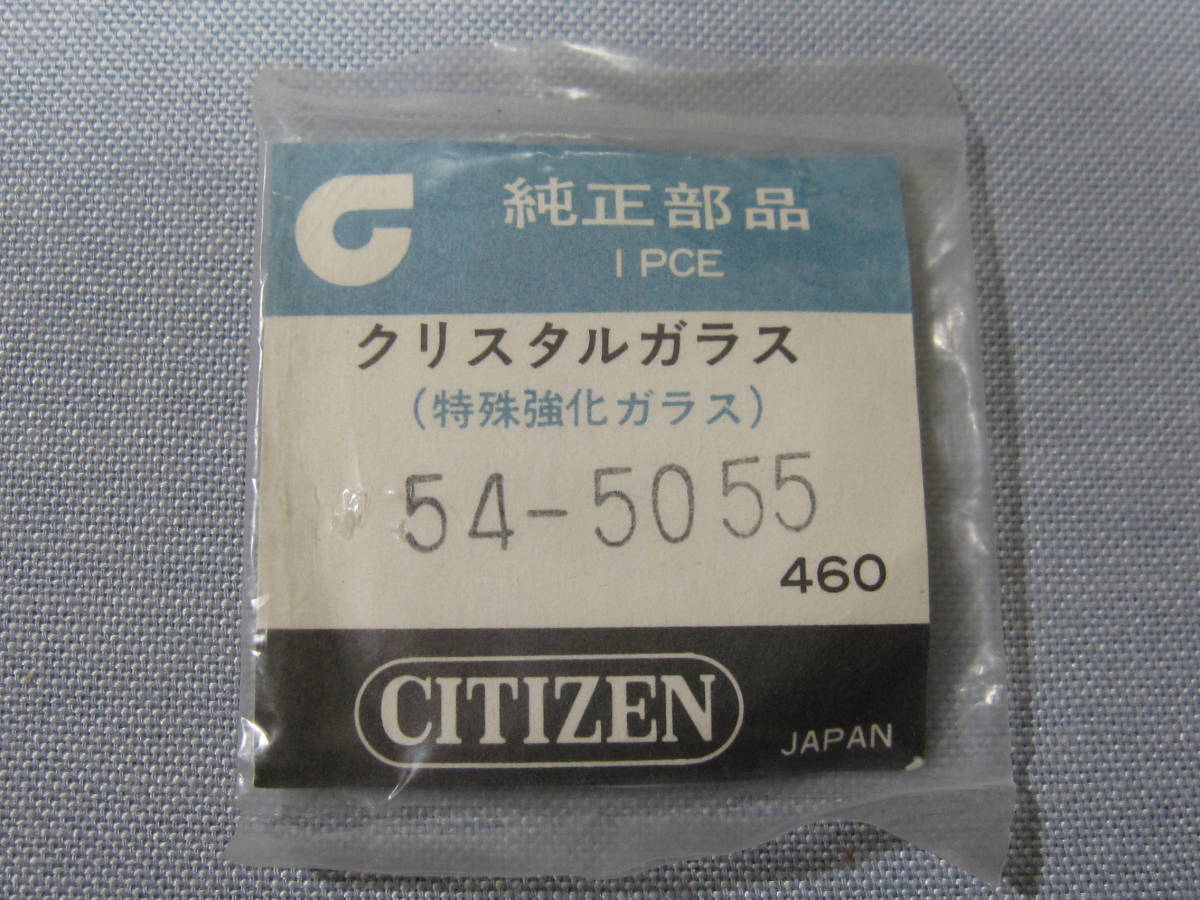 純正部品
1 PCE
クリスタルガラス
(特殊強化ガラス)
54-5055
460
CITIZEN
JAPAN